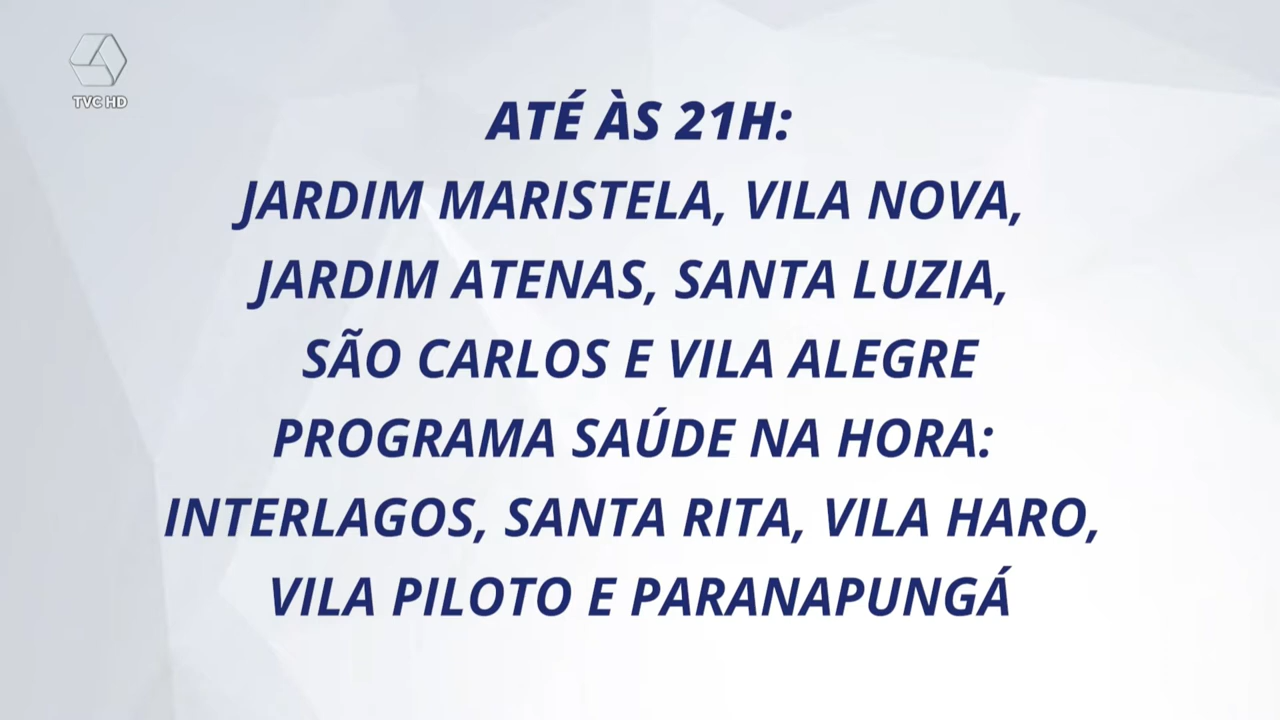 TVC HD
ATÉ ÀS 21H:
JARDIM MARISTELA, VILA NOVA,
JARDIM ATENAS, SANTA LUZIA,
SÃO CARLOS E VILA ALEGRE
PROGRAMA SAÚDE NA HORA:
INTERLAGOS, SANTA RITA, VILA HARO,
VILA PILOTO E PARANAPUNGÁ